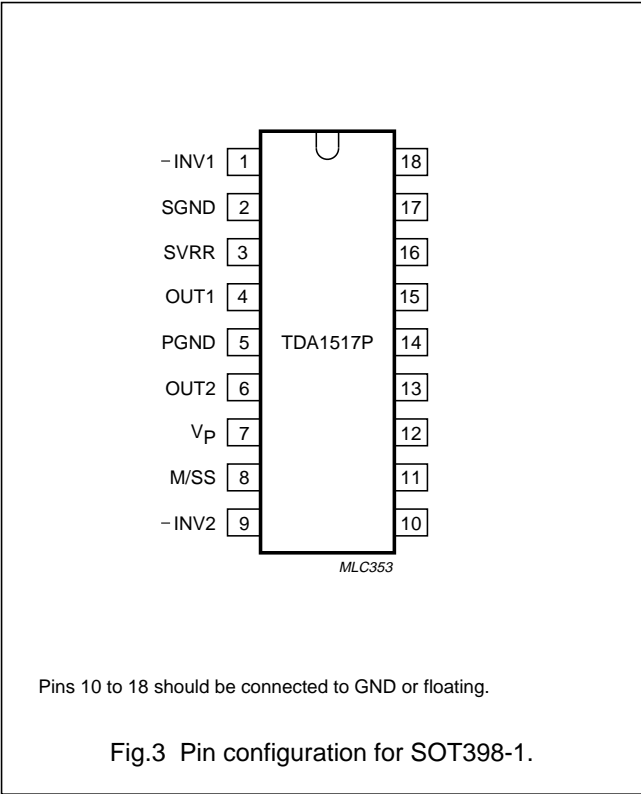 −INV1 1 18
SGND 2 17
SVRR 3 16
OUT1 4 15
PGND 5 TDA1517P 14
OUT2 6 13
VP 7 12
M/SS 8 11
−INV2 9 10
MLC353
Pins 10 to 18 should be connected to GND or floating.
Fig.3 Pin configuration for SOT398-1.